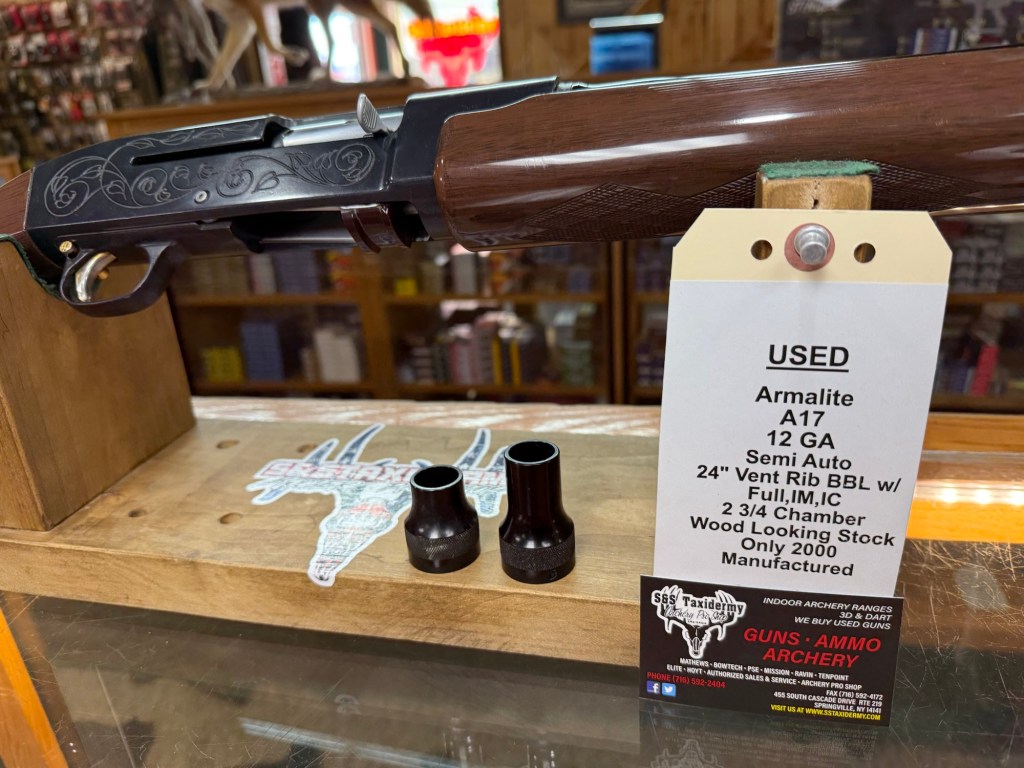 USED
Armalite
A17
12 GA
Semi Auto
24" Vent Rib BBL w/
Full,IM,IC
2 3/4 Chamber
Wood Looking Stock
Only 2000
Manufactured
S&S Taxidermy
Archery Pro Shop
INDOOR ARCHERY RANGES
3D & DART
WE BUY USED GUNS
GUNS • AMMO
ARCHERY
MATHEWS • BOWTECH • PSE • MISSION • RAVIN • TENPOINT
ELITE • HOYT • AUTHORIZED SALES & SERVICE • ARCHERY PRO SHOP
PHONE (716) 592-2404
FAX (716) 592-4172
455 SOUTH CASCADE DRIVE RTE 219
SPRINGVILLE, NY 14141
VISIT US AT WWW.SSTAXIDERMY.COM